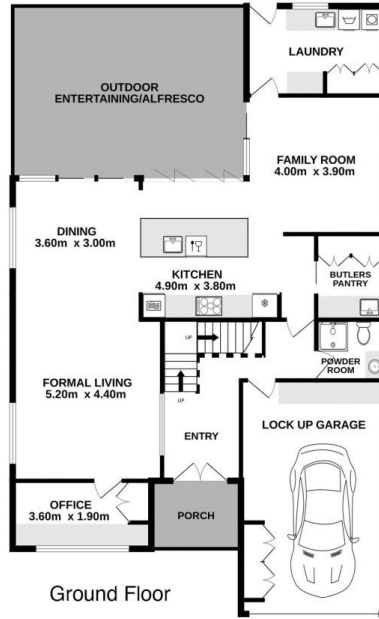 LAUNDRY
OUTDOOR
ENTERTAINING/ALFRESCO
FAMILY ROOM
4.00m x 3.90m
DINING
3.60m x 3.00m
KITCHEN
4.90m x 3.80m
BUTLERS
PANTRY
UP
POWDER
ROOM
FORMAL LIVING
5.20m x 4.40m
UP
ENTRY
LOCK UP GARAGE
OFFICE
3.60m x 1.90m
PORCH
Ground Floor